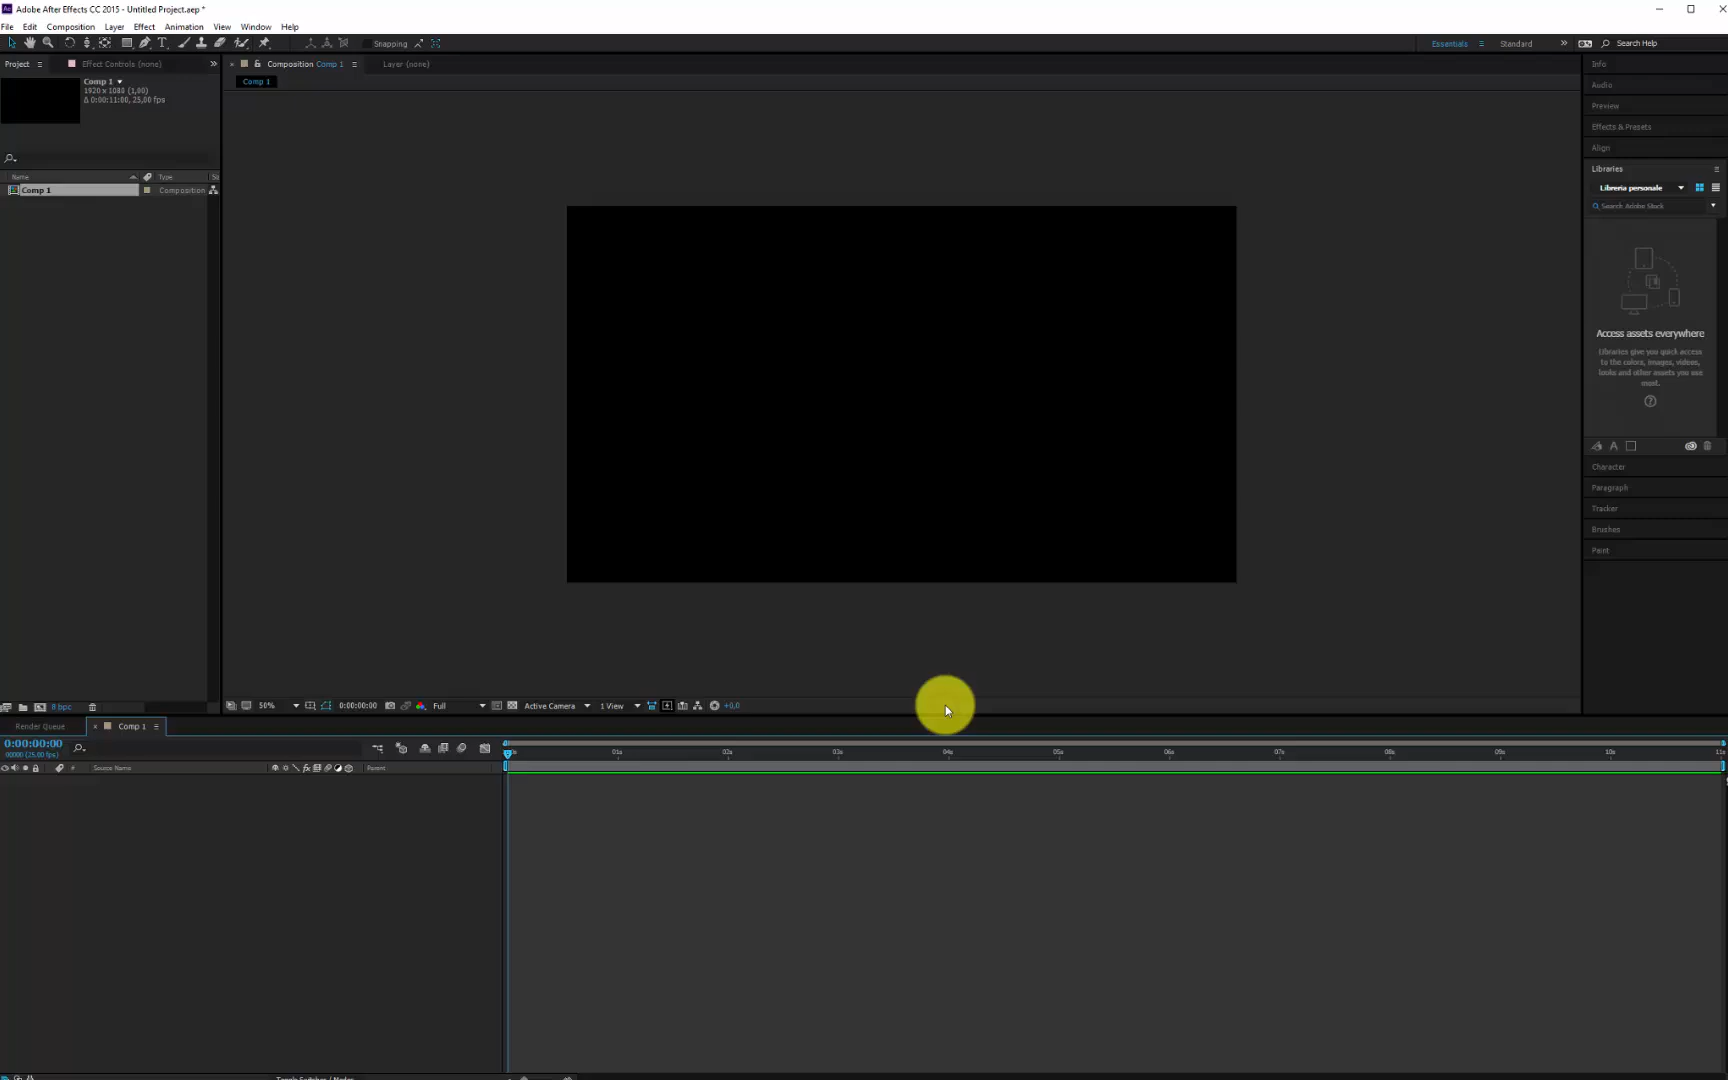 Adobe After Effects CC 2015 - Untitled Project.aep *
File Edit Composition Layer Effect Animation View Window Help
Snapping Essentials Standard Search Help
Project Effect Controls (none) Composition Comp 1 Layer (none)
Comp 1
Comp 1
1920 x 1080 (1,00)
Δ 0:00:11:00, 25,00 fps
Name Type
Comp 1 Composition
Info
Audio
Preview
Effects & Presets
Align
Libraries
Libreria personale
Search Adobe Stock
Access assets everywhere
Libraries give you quick access
to the colors, images, videos,
looks and other assets you use
most.
Character
Paragraph
Tracker
Brushes
Paint
8 bpc 50% 0:00:00:00 Full Active Camera 1 View +0,0
Render Queue Comp 1
0:00:00:00
00000 (25.00 fps)
01s 02s 03s 04s 05s 06s 07s 08s 09s 10s 11s
# Source Name Parent
Toggle Switches / Modes